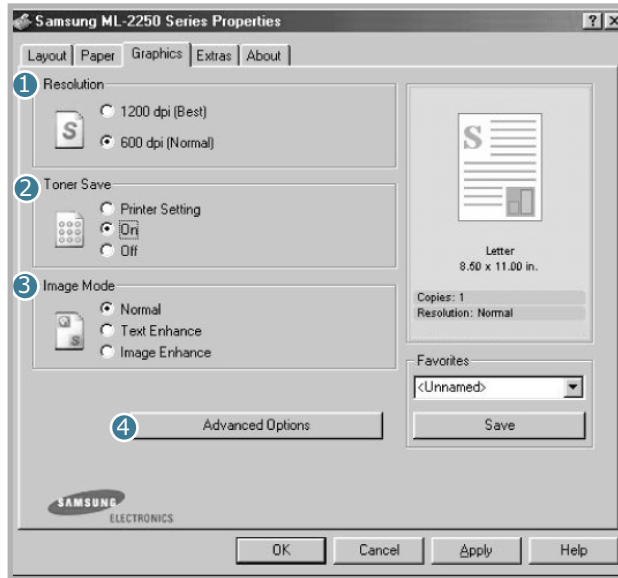 Samsung ML-2250 Series Properties
Layout Paper Graphics Extras About
1 Resolution
1200 dpi (Best)
600 dpi (Normal)
2 Toner Save
Printer Setting
On
Off
3 Image Mode
Normal
Text Enhance
Image Enhance
4 Advanced Options
S
S
Letter
8.50 x 11.00 in.
Copies: 1
Resolution: Normal
Favorites
<Unnamed>
Save
SAMSUNG
ELECTRONICS
OK Cancel Apply Help